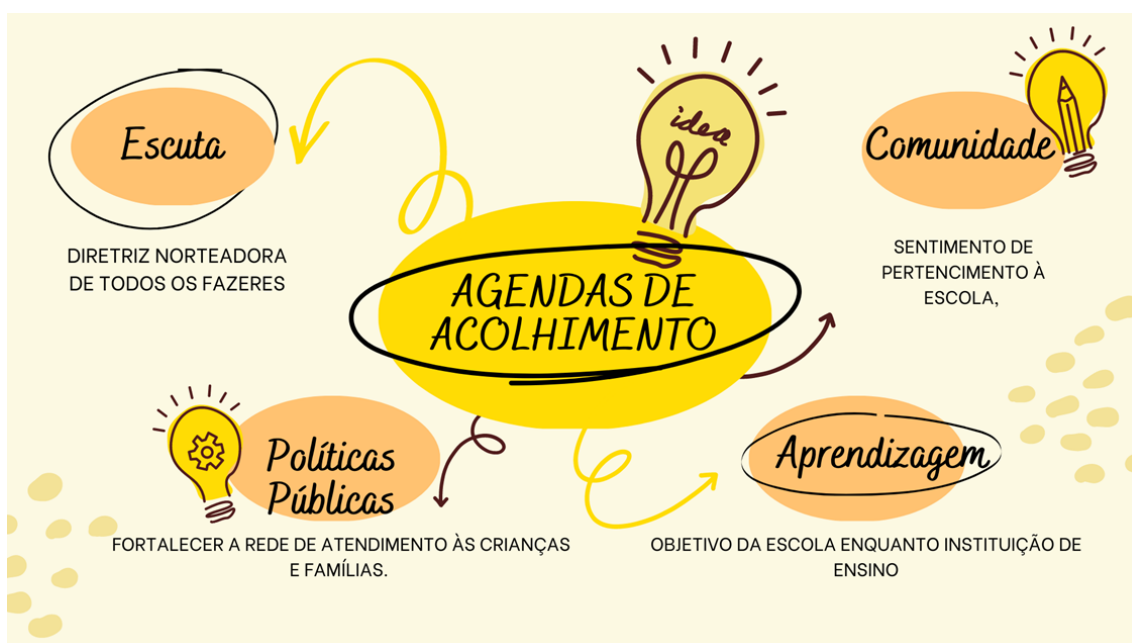 Escuta
DIRETRIZ NORTEADORA
DE TODOS OS FAZERES
idea
AGENDAS DE
ACOLHIMENTO
Comunidade
SENTIMENTO DE
PERTENCIMENTO À
ESCOLA,
Políticas
Públicas
FORTALECER A REDE DE ATENDIMENTO ÀS CRIANÇAS
E FAMÍLIAS.
Aprendizagem
OBJETIVO DA ESCOLA ENQUANTO INSTITUIÇÃO DE
ENSINO